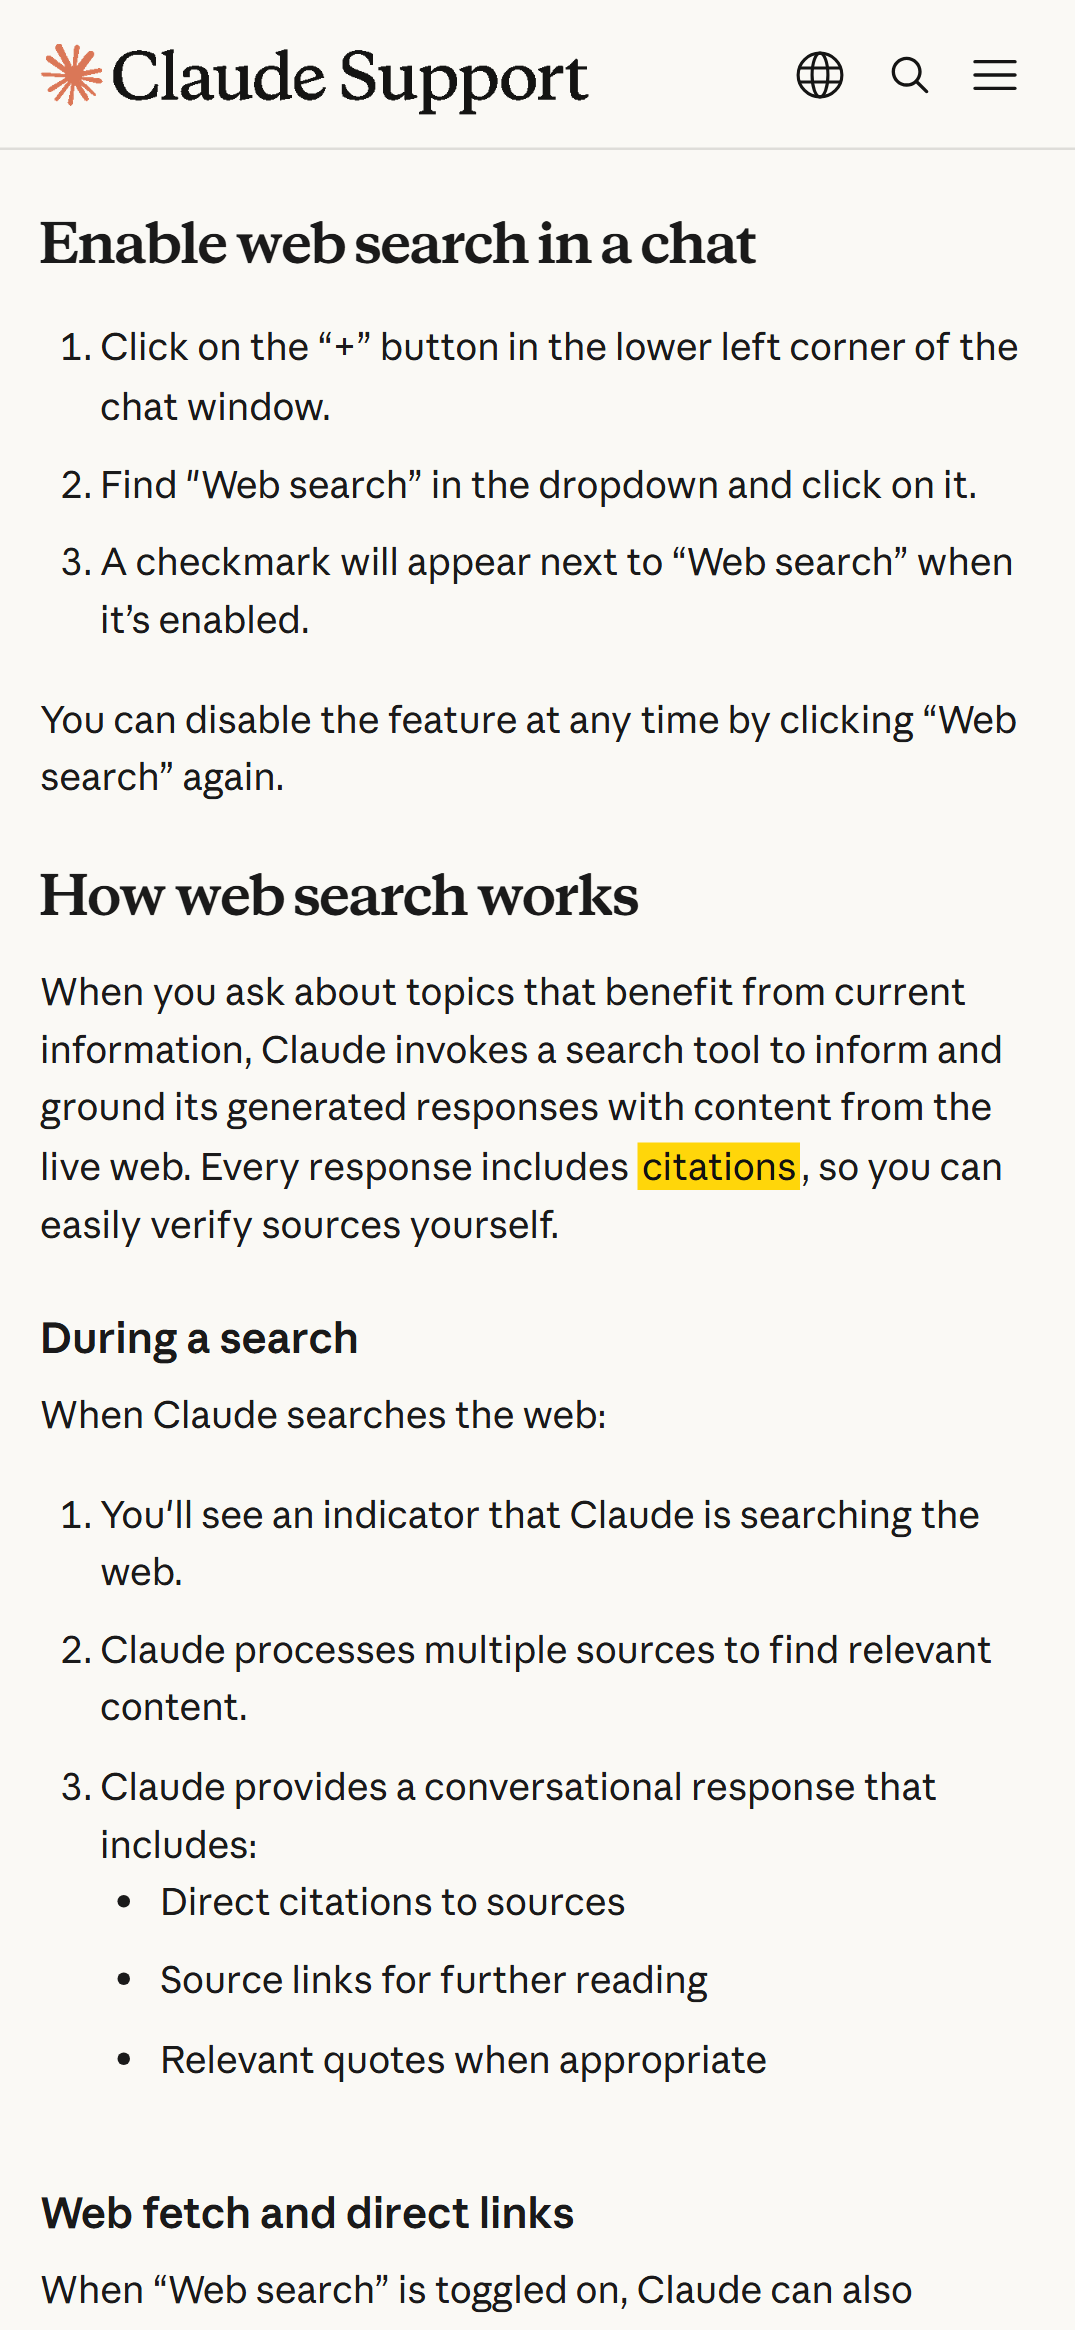 Claude Support
Enable web search in a chat
1. Click on the “+” button in the lower left corner of the
chat window.
2. Find "Web search” in the dropdown and click on it.
3. A checkmark will appear next to “Web search” when
it’s enabled.
You can disable the feature at any time by clicking “Web
search” again.
How web search works
When you ask about topics that benefit from current
information, Claude invokes a search tool to inform and
ground its generated responses with content from the
live web. Every response includes citations, so you can
easily verify sources yourself.
During a search
When Claude searches the web:
1. You'll see an indicator that Claude is searching the
web.
2. Claude processes multiple sources to find relevant
content.
3. Claude provides a conversational response that
includes:
• Direct citations to sources
• Source links for further reading
• Relevant quotes when appropriate
Web fetch and direct links
When “Web search” is toggled on, Claude can also